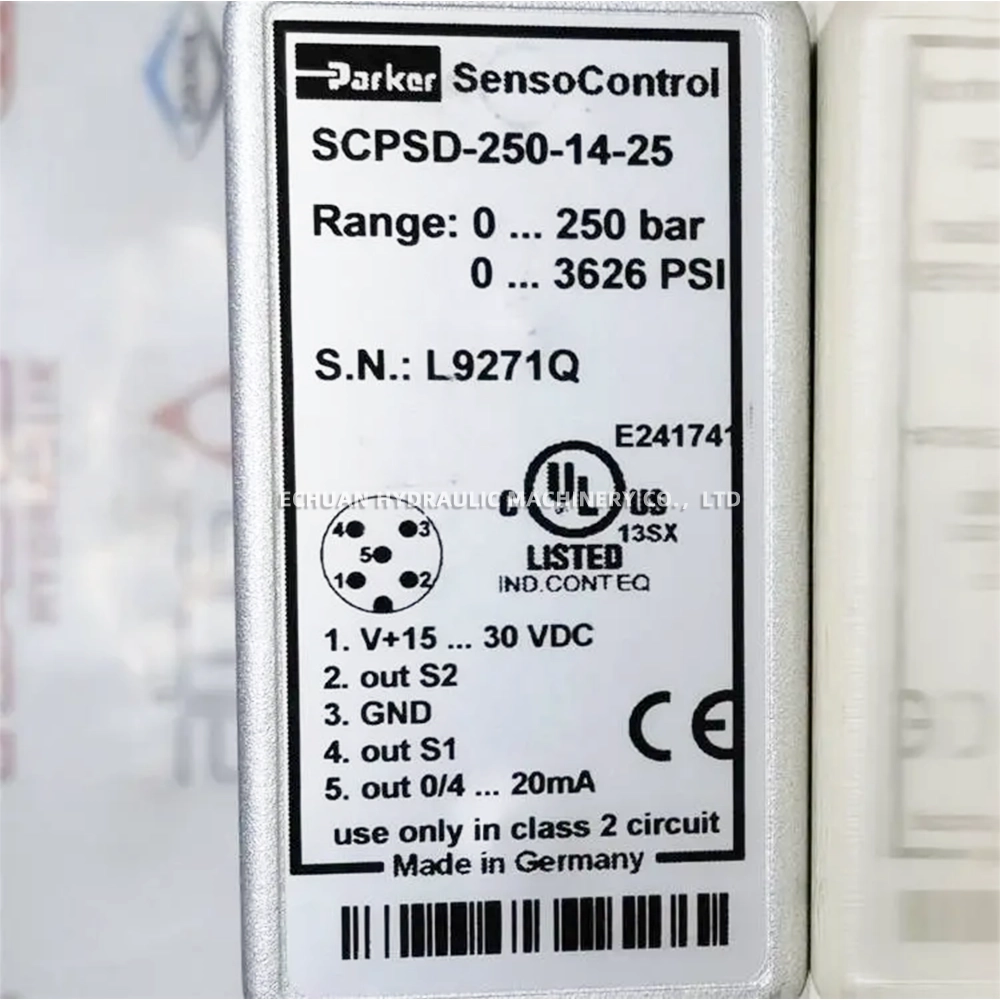 Parker SensoControl
SCPSD-250-14-25
Range: 0 ... 250 bar
0 ... 3626 PSI
S.N.: L9271Q
E241741
UL
C US
13SX
LISTED
IND.CONT EQ
ECHUAN HYDRAULIC MACHINERY CO., LTD
4 3
5
1 2
1. V+15 ... 30 VDC
2. out S2
3. GND
4. out S1
5. out 0/4 ... 20mA
CE
use only in class 2 circuit
Made in Germany